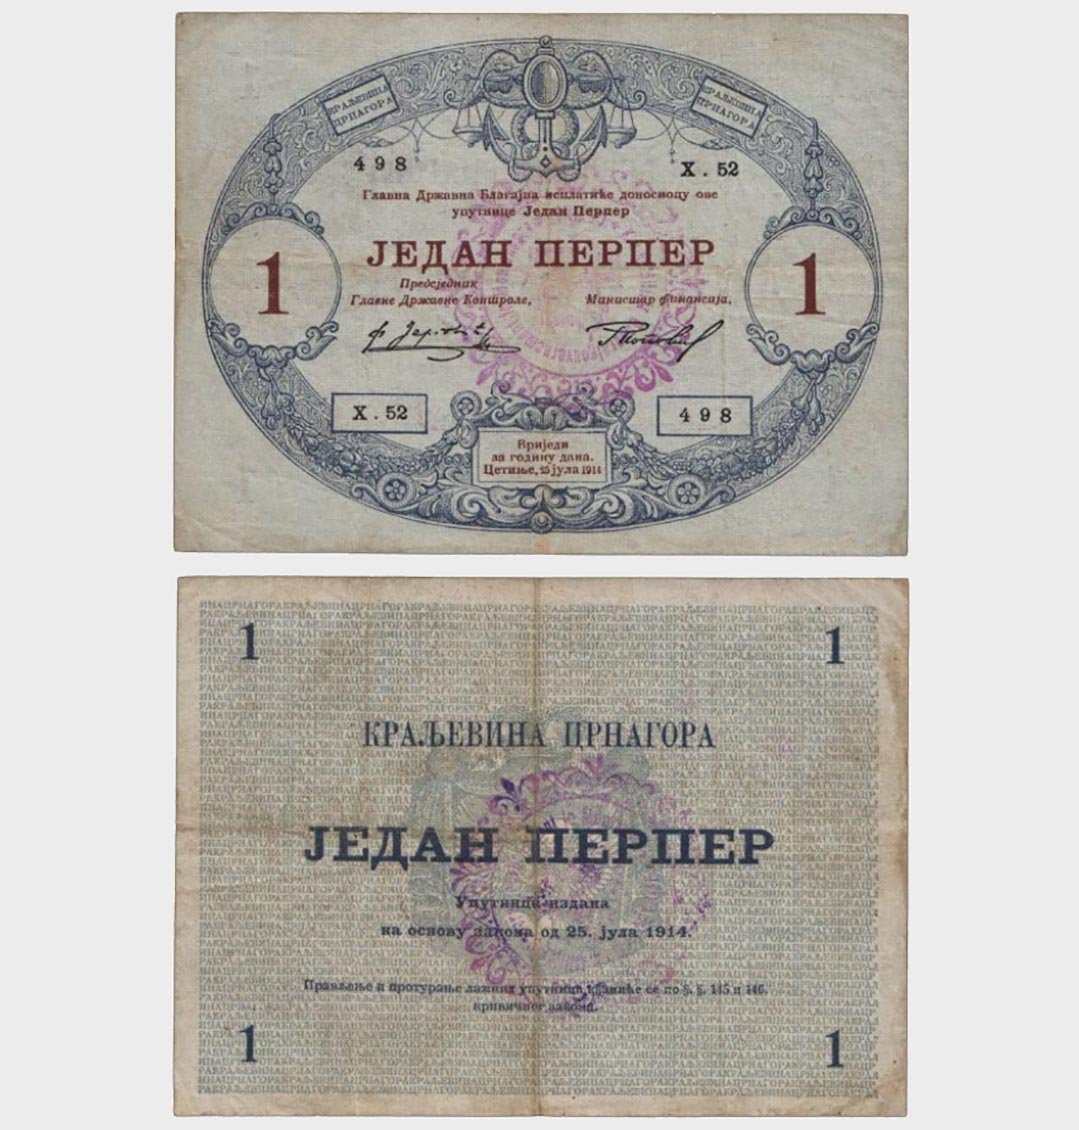 КРАЉЕВИНА
ЦРНАГОРА
КРАЉЕВИНА
ЦРНАГОРА
498
X . 52
Главна Државна Благајна исплатиће доносиоцу ове
упутнице Један Перпер
ЈЕДАН ПЕРПЕР
1
1
Предсједник
Главне Државне Контроле,
Министар финансија,
X . 52
498
Вриједи
за годину дана.
Цетиње, 25 јула 1914
1
1
КРАЉЕВИНА ЦРНАГОРА
ЈЕДАН ПЕРПЕР
Упутница издана
на основу закона од 25. јула 1914.
Прављење и протурање лажних упутница казниће се по §. §. 145 и 146.
кривичног закона.
1
1